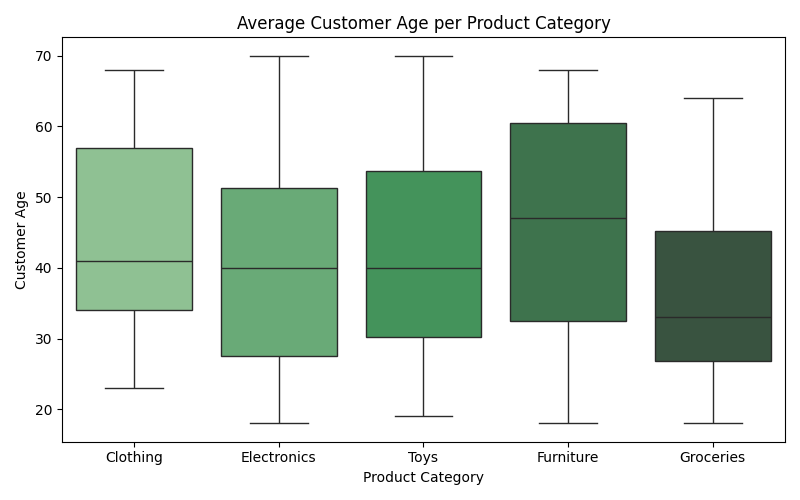 Average Customer Age per Product Category
Customer Age
70
60
50
40
30
20
Clothing Electronics Toys Furniture Groceries
Product Category